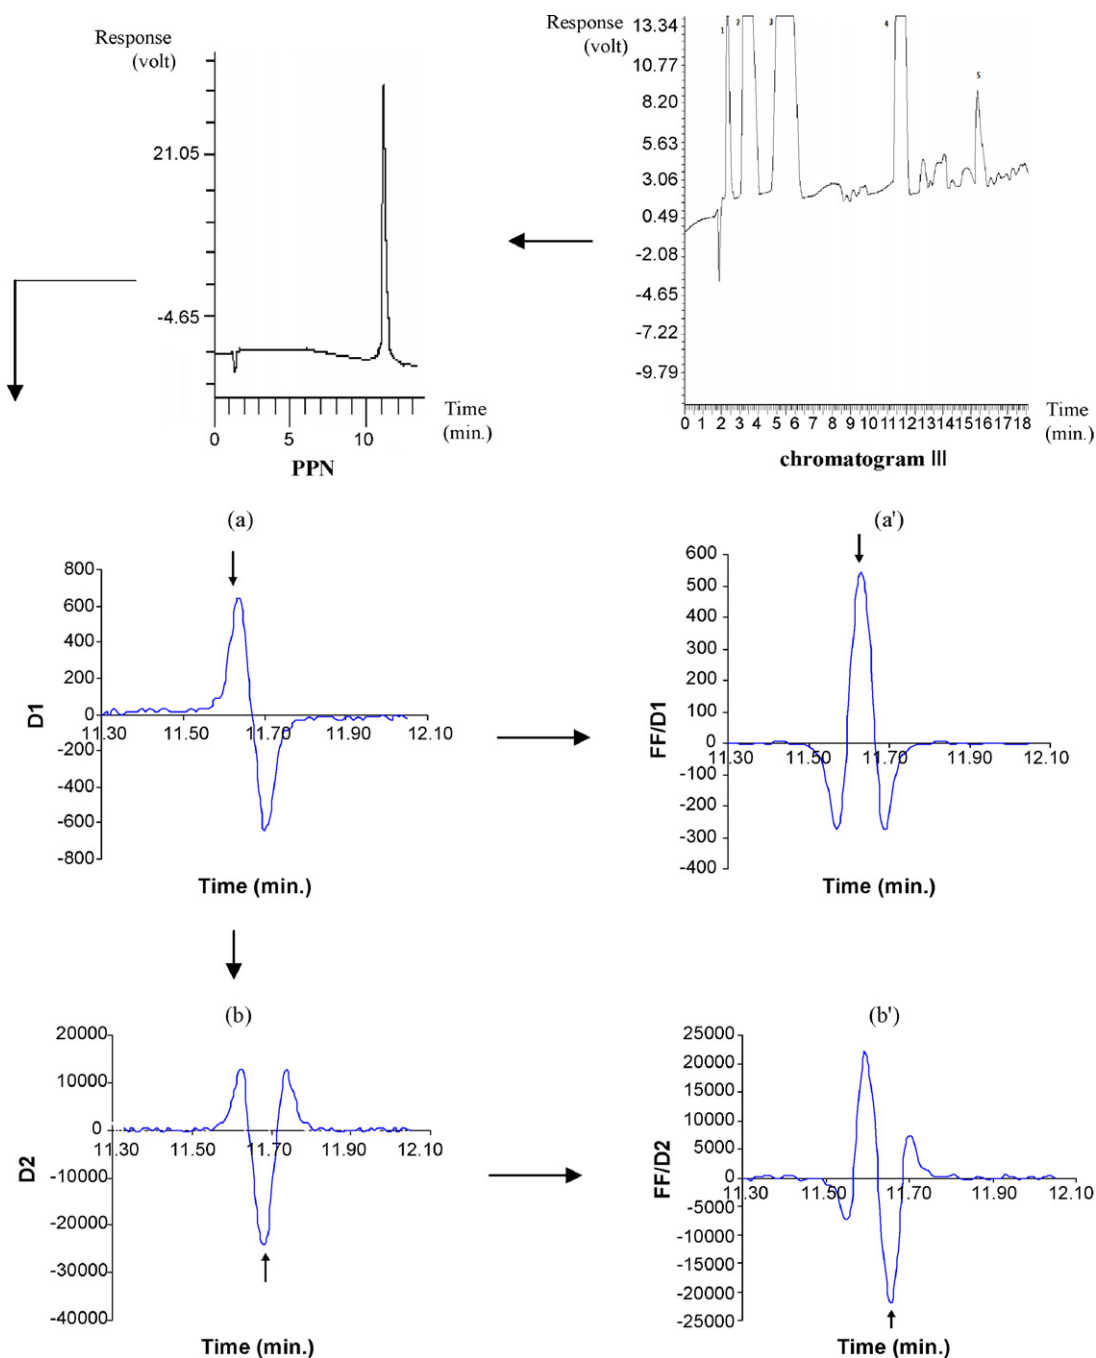 Response
(volt)
21.05
-4.65
0 5 10
Time
(min.)
PPN
Response
(volt)
13.34
10.77
8.20
5.63
3.06
0.49
-2.08
-4.65
-7.22
-9.79
1 2 3 4 5
0 1 2 3 4 5 6 7 8 9 10 11 12 13 14 15 16 17 18
Time
(min.)
chromatogram III
(a)
800
600
400
200
0
-200
-400
-600
-800
D1
11.30 11.50 11.70 11.90 12.10
Time (min.)
(a')
600
500
400
300
200
100
0
-100
-200
-300
-400
FF/D1
11.30 11.50 11.70 11.90 12.10
Time (min.)
(b)
20000
10000
0
-10000
-20000
-30000
-40000
D2
11.30 11.50 11.70 11.90 12.10
Time (min.)
(b')
25000
20000
15000
10000
5000
0
-5000
-10000
-15000
-20000
-25000
FF/D2
11.30 11.50 11.70 11.90 12.10
Time (min.)